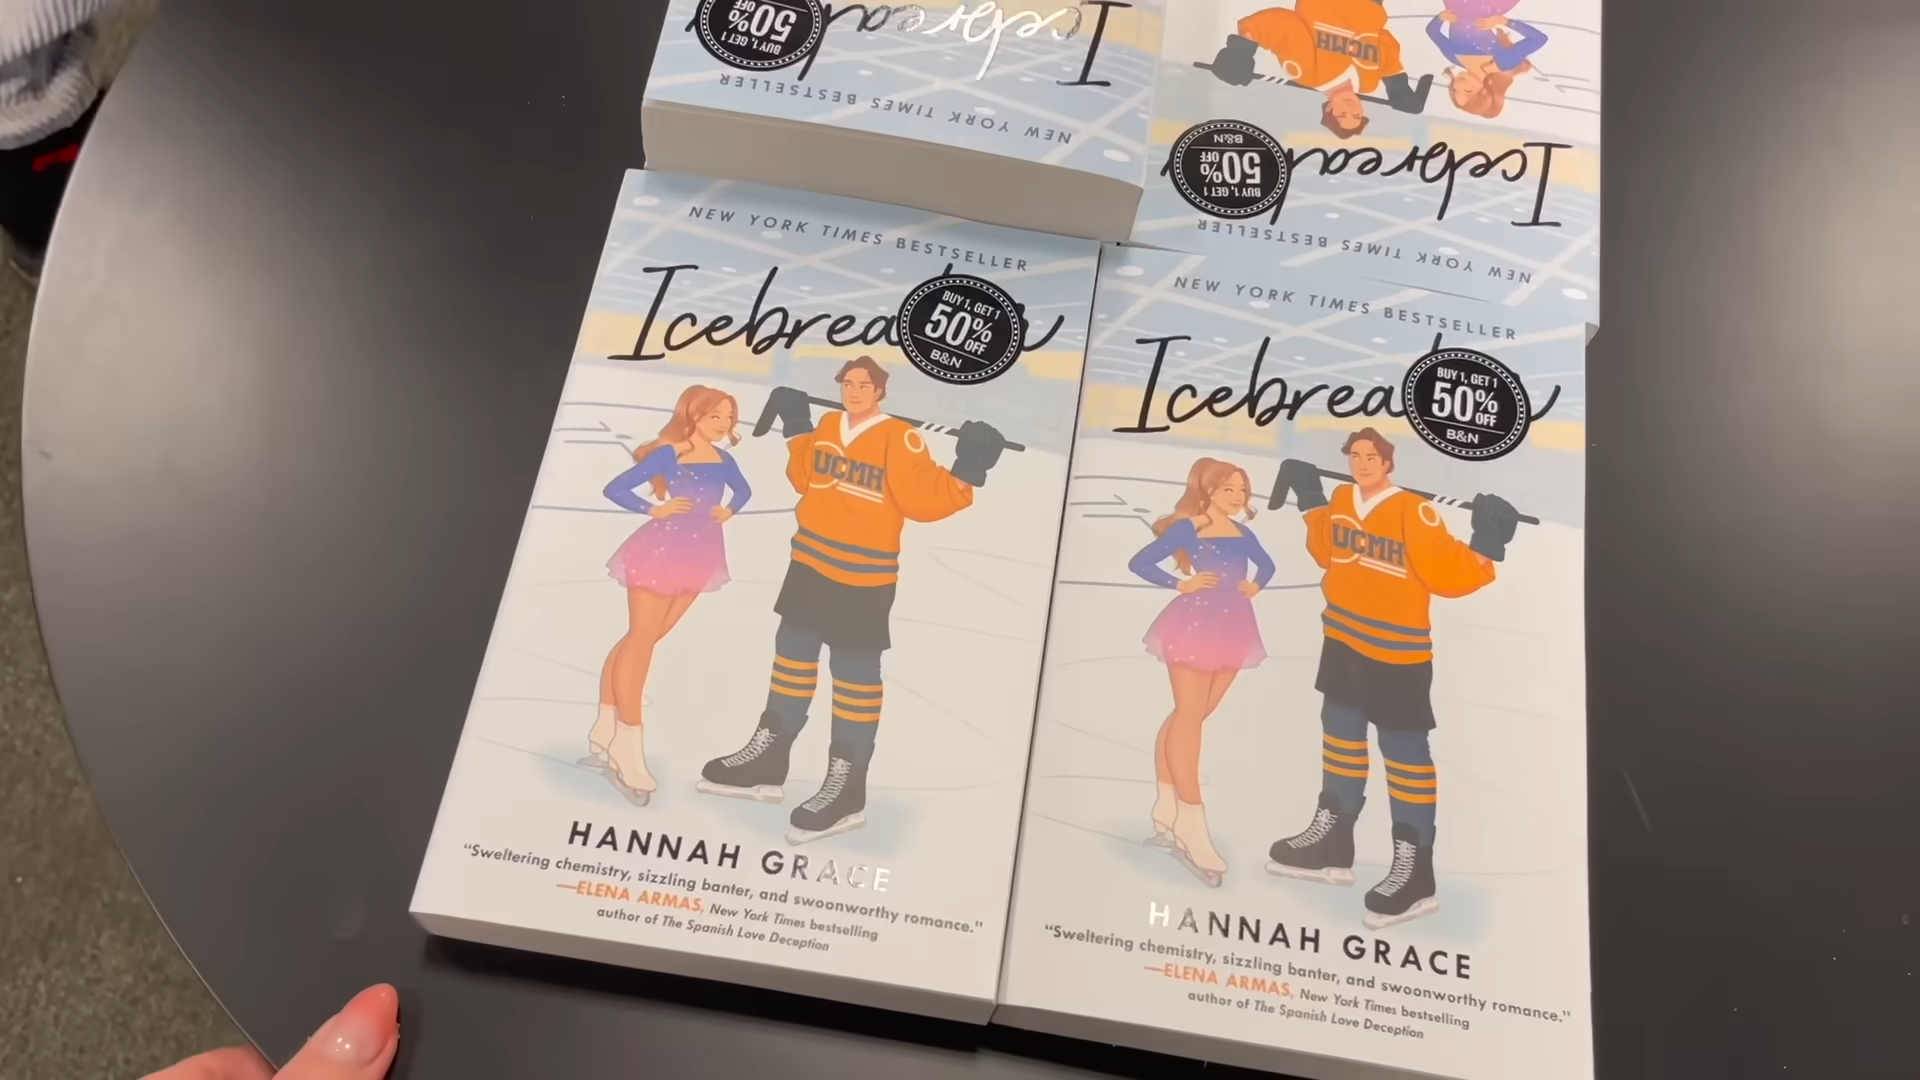 BUY 1, GET 1
50%
OFF
Icebrea
NEW YORK TIMES BESTSELLER
UCMH
B&N
BUY 1, GET 1
50%
OFF
Icebrea
NEW YORK TIMES BESTSELLER
NEW YORK TIMES BESTSELLER
Icebrea
BUY 1, GET 1
50%
OFF
B&N
UCMH
HANNAH GRACE
“Sweltering chemistry, sizzling banter, and swoonworthy romance.”
—ELENA ARMAS, New York Times bestselling
author of The Spanish Love Deception
NEW YORK TIMES BESTSELLER
Icebrea
BUY 1, GET 1
50%
OFF
B&N
UCMH
HANNAH GRACE
“Sweltering chemistry, sizzling banter, and swoonworthy romance.”
—ELENA ARMAS, New York Times bestselling
author of The Spanish Love Deception